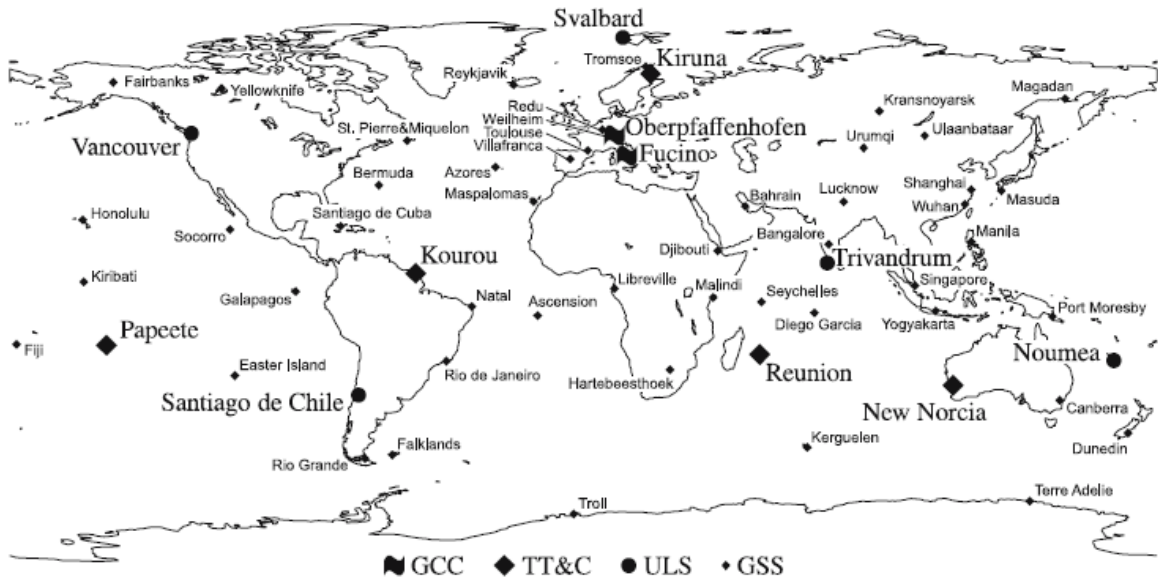 Svalbard
Tromsoe
Kiruna
Fairbanks
Yellowknife
Reykjavik
Magadan
Redu
Weilheim
Toulouse
Villafranca
Oberpfaffenhofen
Fucino
Kransnoyarsk
Urumqi
Ulaanbataar
Vancouver
St. Pierre&Miquelon
Bermuda
Azores
Maspalomas
Honolulu
Socorro
Santiago de Cuba
Bahrain
Lucknow
Shanghai
Wuhan
Masuda
Djibouti
Bangalore
Manila
Kourou
Trivandrum
Kiribati
Galapagos
Natal
Ascension
Libreville
Malindi
Seychelles
Diego Garcia
Singapore
Yogyakarta
Port Moresby
Fiji
Papeete
Easter Island
Rio de Janeiro
Hartebeesthoek
Reunion
Noumea
Santiago de Chile
New Norcia
Canberra
Dunedin
Rio Grande
Falklands
Kerguelen
Troll
Terre Adelie
GCC TT&C ULS GSS